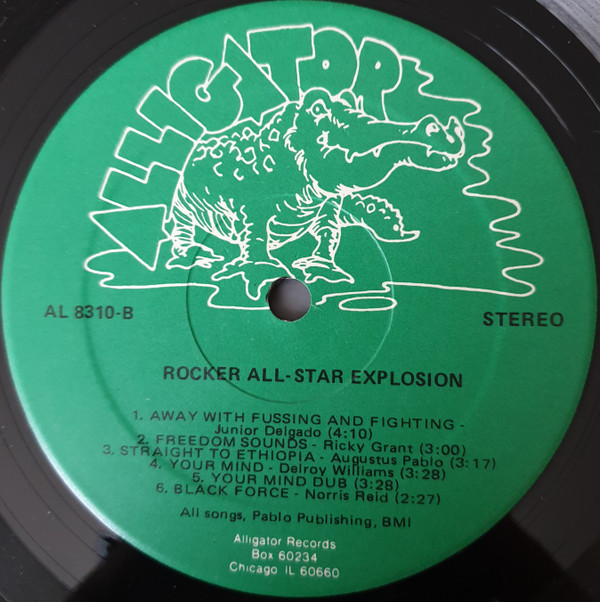 ALLIGATOR
AL 8310-B
STEREO
ROCKER ALL-STAR EXPLOSION
1. AWAY WITH FUSSING AND FIGHTING -
Junior Delgado (4:10)
2. FREEDOM SOUNDS - Ricky Grant (3:00)
3. STRAIGHT TO ETHIOPIA - Augustus Pablo (3:17)
4. YOUR MIND - Delroy Williams (3:28)
5. YOUR MIND DUB (3:28)
6. BLACK FORCE - Norris Reid (2:27)
All songs, Pablo Publishing, BMI
Alligator Records
Box 60234
Chicago IL 60660